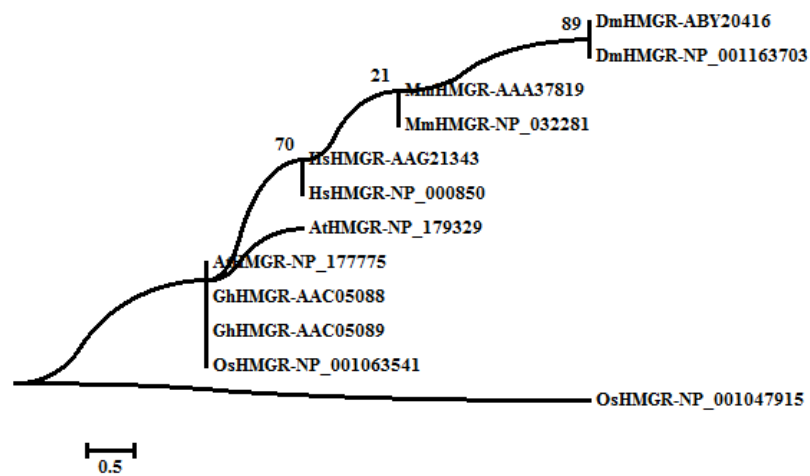 89
DmHMGR-ABY20416
DmHMGR-NP_001163703
21
MmHMGR-AAA37819
MmHMGR-NP_032281
70
HsHMGR-AAG21343
HsHMGR-NP_000850
AtHMGR-NP_179329
AtHMGR-NP_177775
GhHMGR-AAC05088
GhHMGR-AAC05089
OsHMGR-NP_001063541
OsHMGR-NP_001047915
0.5